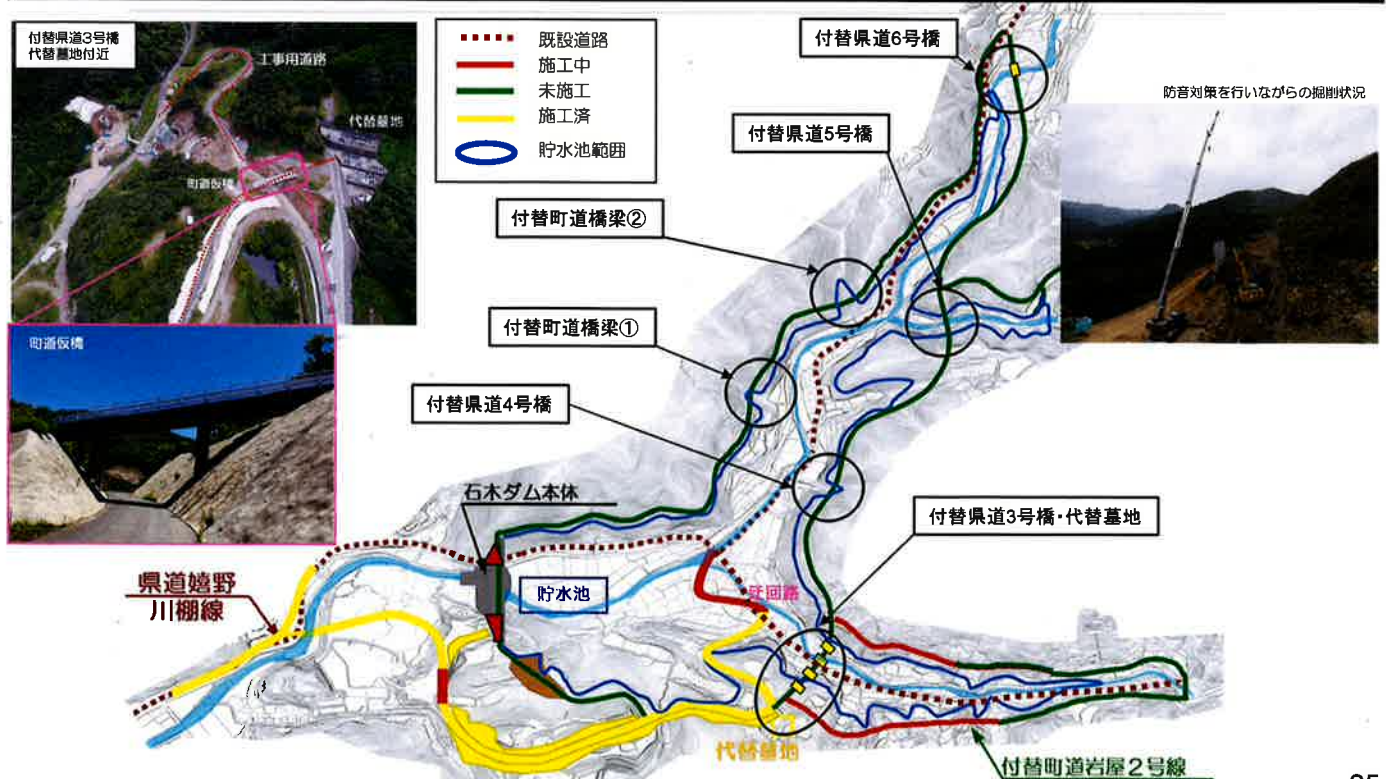 付替県道3号橋
代替墓地付近
工事用道路
代替墓地
町道仮橋
町道仮橋
既設道路
施工中
未施工
施工済
貯水池範囲
付替県道6号橋
防音対策を行いながらの掘削状況
付替県道5号橋
付替町道橋梁②
付替町道橋梁①
付替県道4号橋
石木ダム本体
付替県道3号橋・代替墓地
県道嬉野
川棚線
貯水池
迂回路
代替墓地
付替町道岩屋2号線